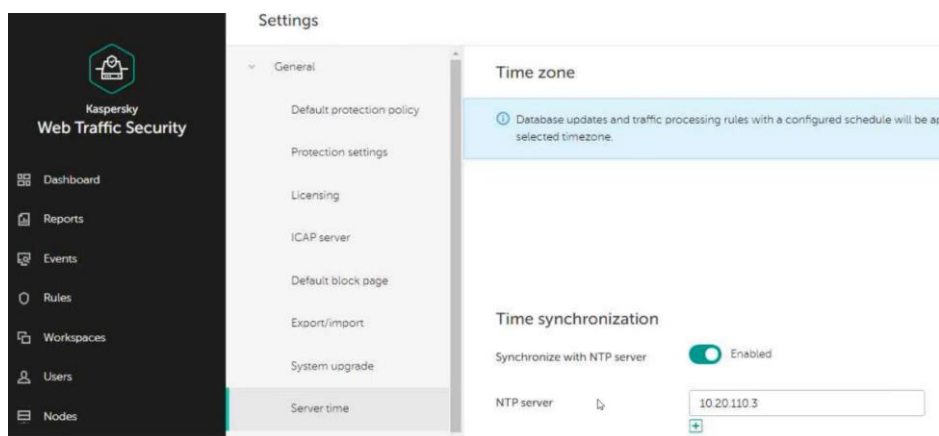 Settings
Kaspersky
Web Traffic Security
Dashboard
Reports
Events
Rules
Workspaces
Users
Nodes
General
Default protection policy
Protection settings
Licensing
ICAP server
Default block page
Export/import
System upgrade
Server time
Time zone
Database updates and traffic processing rules with a configured schedule will be ap
selected timezone.
Time synchronization
Synchronize with NTP server
Enabled
NTP server
10.20.110.3